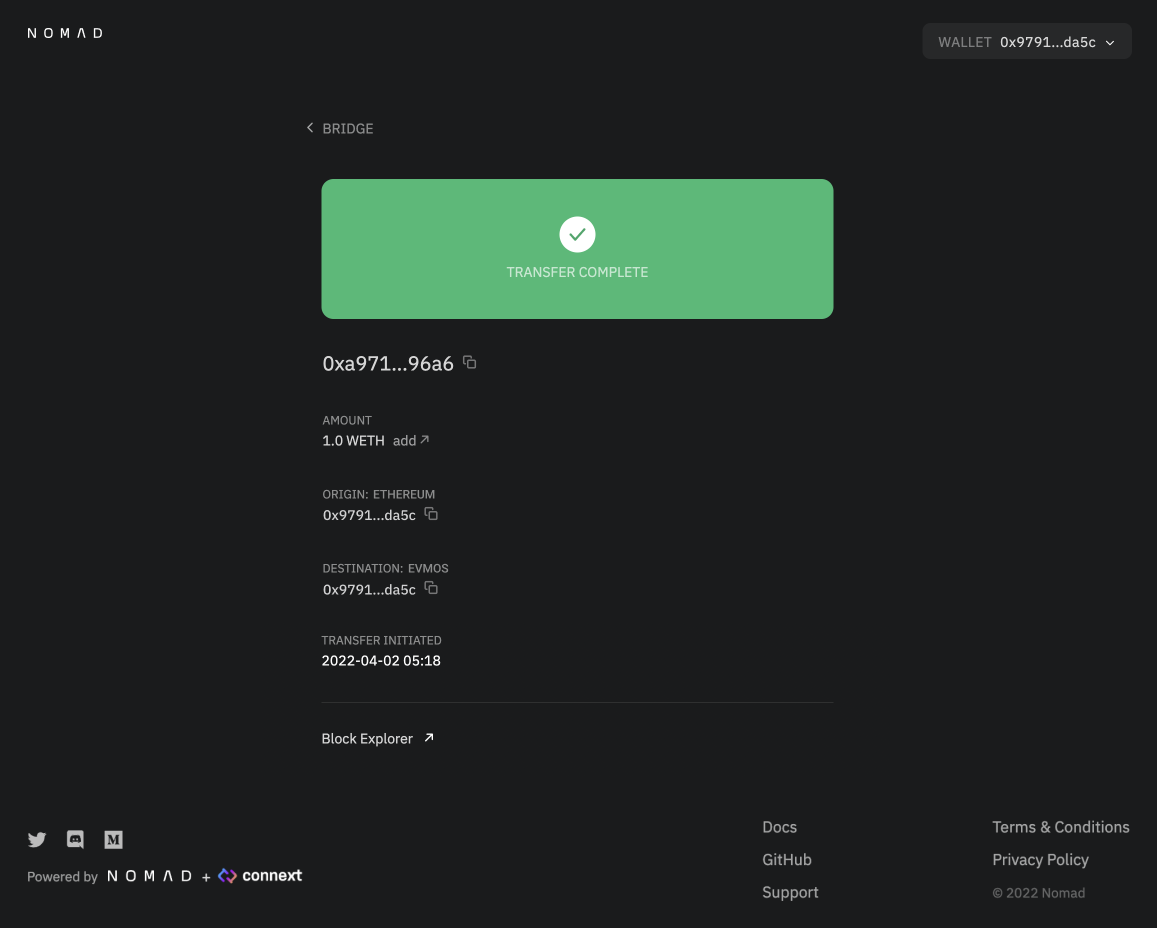 NOMAD
WALLET 0x9791...da5c
BRIDGE
TRANSFER COMPLETE
0xa971...96a6
AMOUNT
1.0 WETH add
ORIGIN: ETHEREUM
0x9791...da5c
DESTINATION: EVMOS
0x9791...da5c
TRANSFER INITIATED
2022-04-02 05:18
Block Explorer
M
Powered by NOMAD + connext
Docs
GitHub
Support
Terms & Conditions
Privacy Policy
© 2022 Nomad